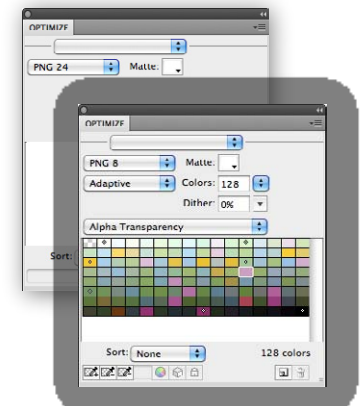 OPTIMIZE
PNG 24 Matte:
Sort:
OPTIMIZE
PNG 8 Matte:
Adaptive Colors: 128
Dither: 0%
Alpha Transparency
Sort: None 128 colors